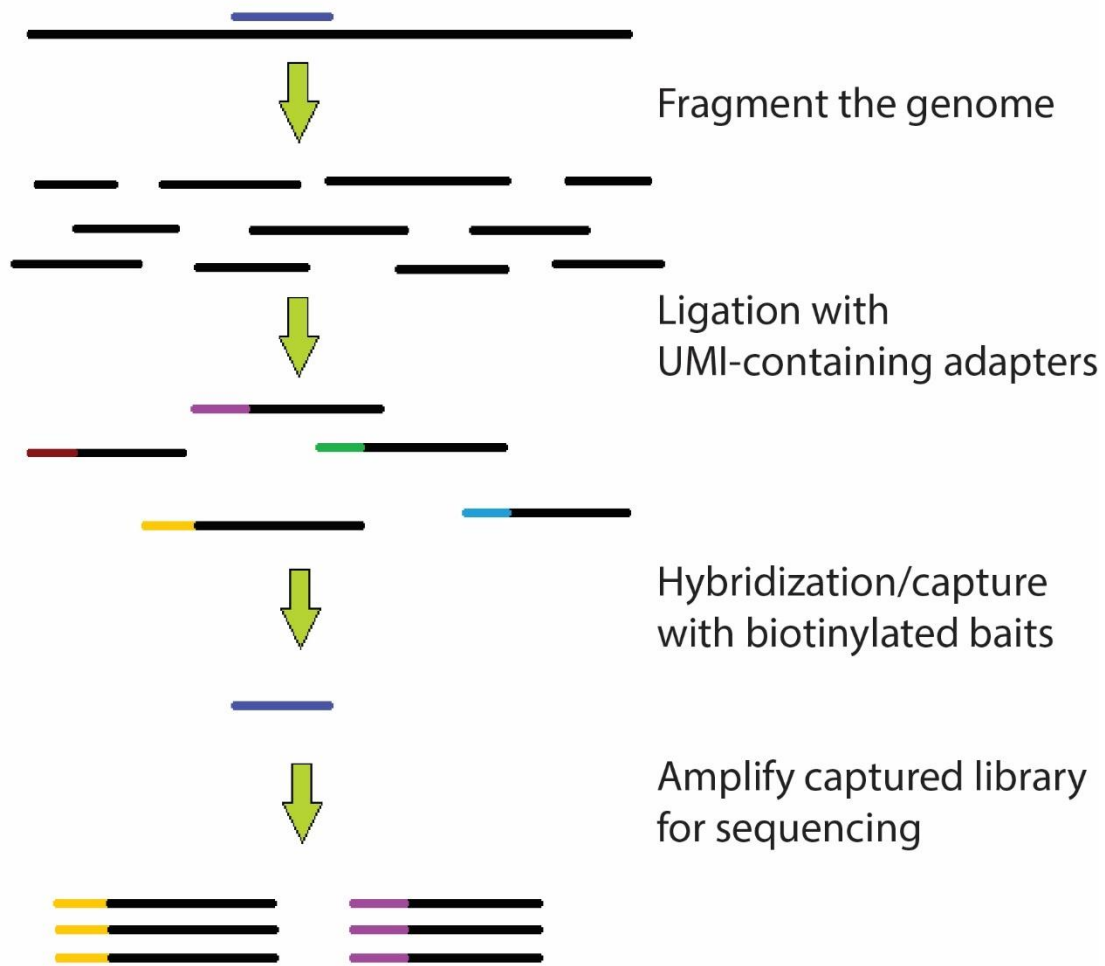 Fragment the genome
Ligation with
UMI-containing adapters
Hybridization/capture
with biotinylated baits
Amplify captured library
for sequencing